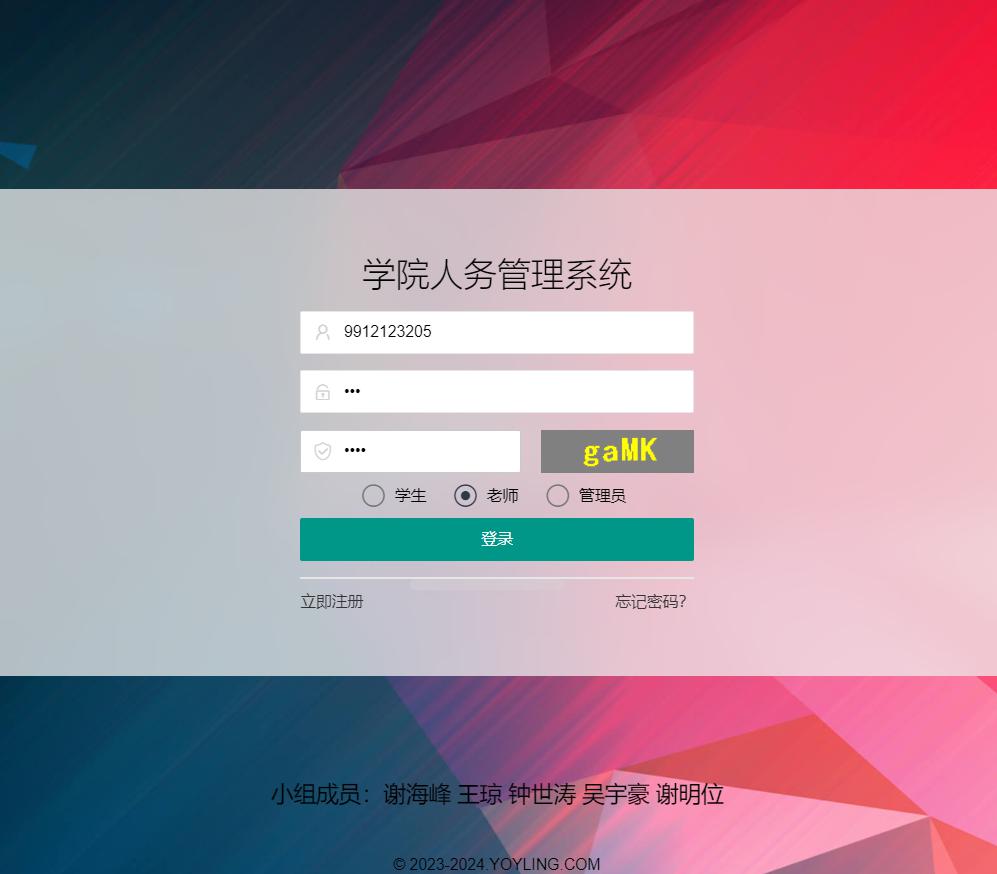 学院人务管理系统
9912123205
•••
•••• gaMK
学生 老师 管理员
登录
立即注册 忘记密码?
小组成员：谢海峰 王琼 钟世涛 吴宇豪 谢明位
© 2023-2024.YOYLING.COM